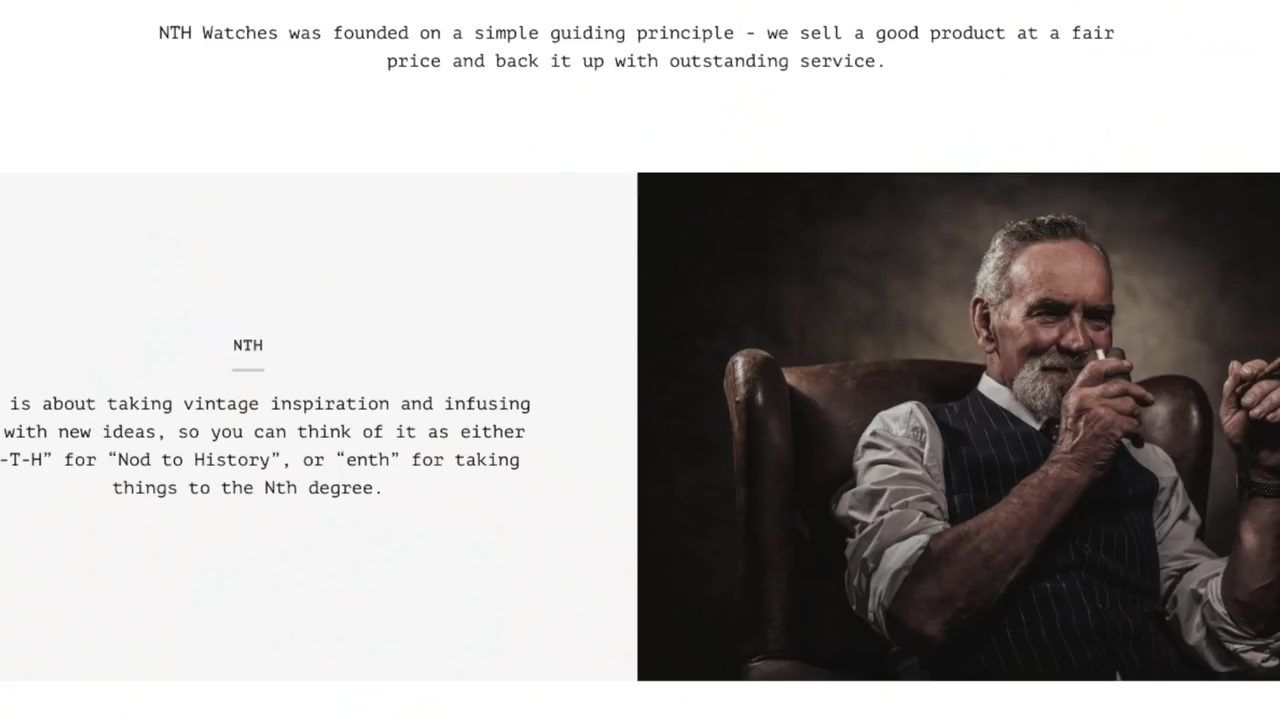 NTH Watches was founded on a simple guiding principle - we sell a good product at a fair
price and back it up with outstanding service.
NTH
is about taking vintage inspiration and infusing
with new ideas, so you can think of it as either
-T-H” for “Nod to History”, or “enth” for taking
things to the Nth degree.